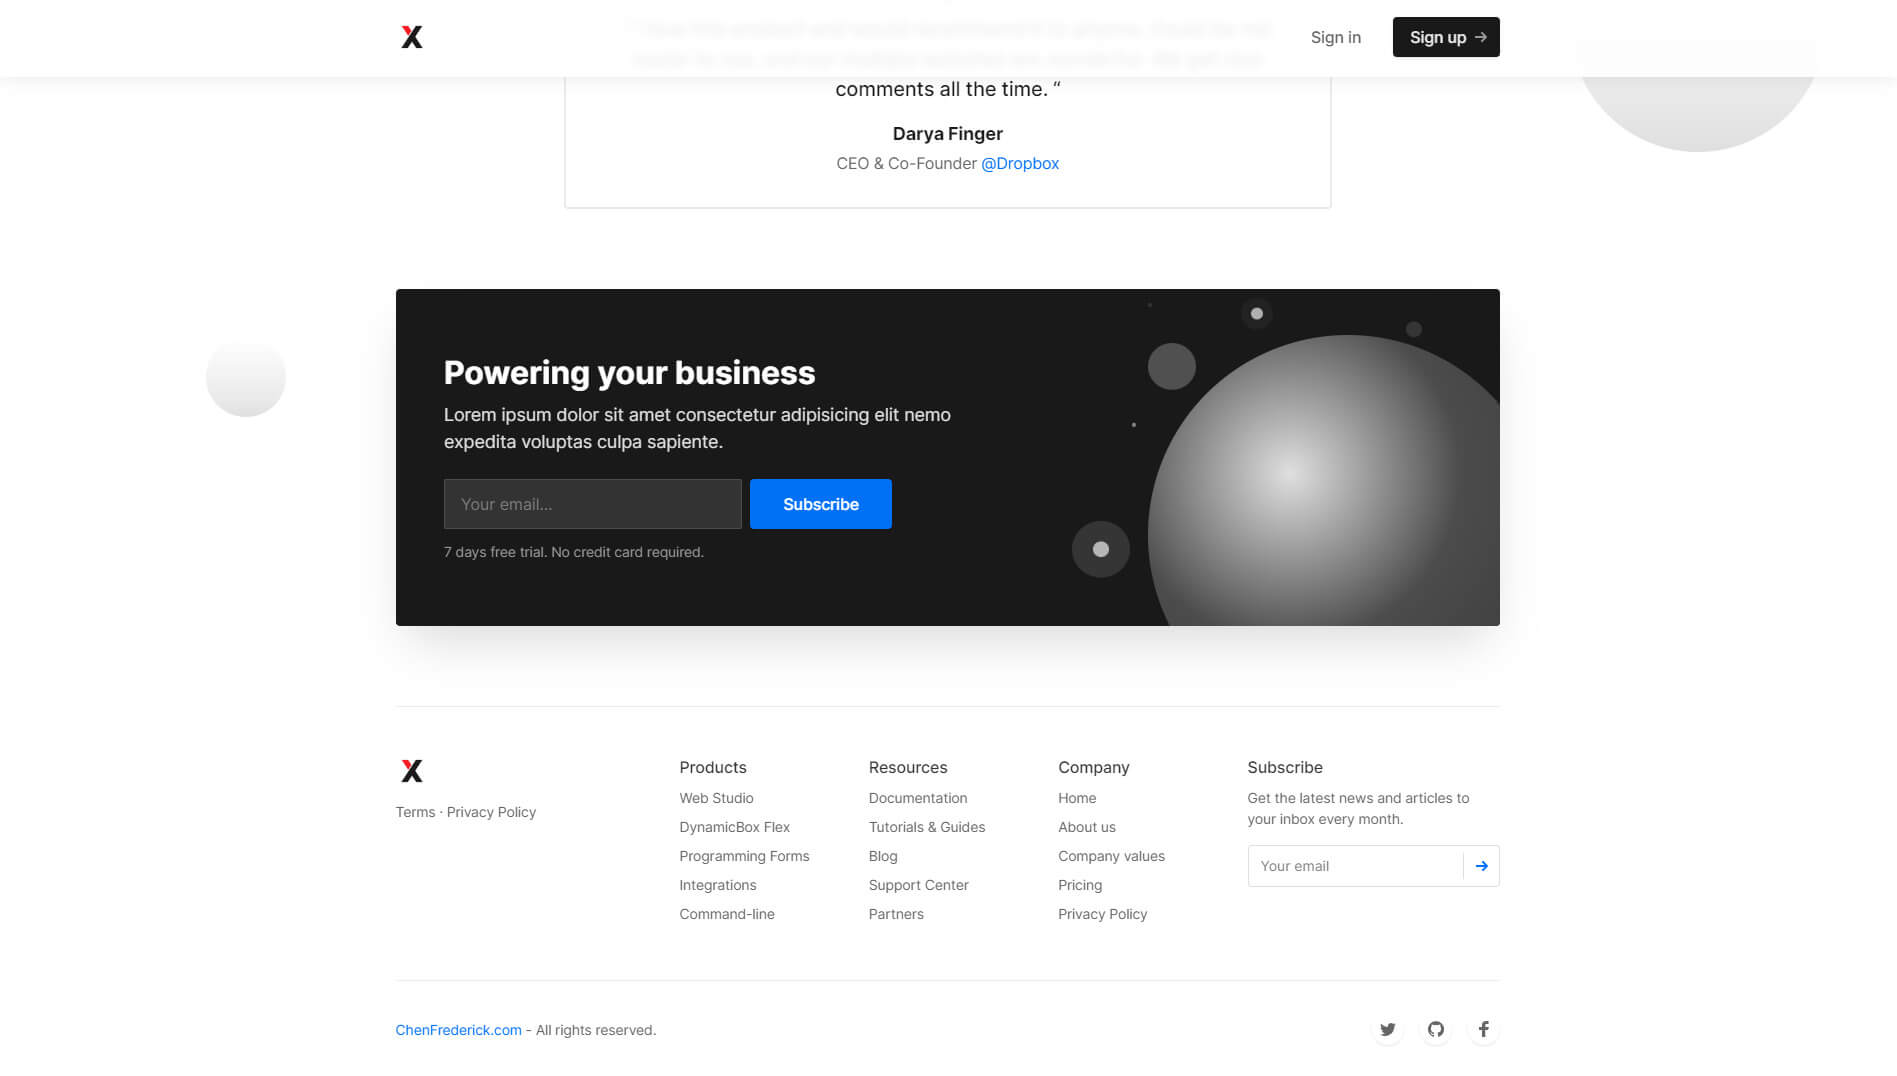 Sign in
Sign up
comments all the time. “
Darya Finger
CEO & Co-Founder @Dropbox
Powering your business
Lorem ipsum dolor sit amet consectetur adipisicing elit nemo
expedita voluptas culpa sapiente.
Your email...
Subscribe
7 days free trial. No credit card required.
Terms · Privacy Policy
Products
Web Studio
DynamicBox Flex
Programming Forms
Integrations
Command-line
Resources
Documentation
Tutorials & Guides
Blog
Support Center
Partners
Company
Home
About us
Company values
Pricing
Privacy Policy
Subscribe
Get the latest news and articles to
your inbox every month.
Your email
ChenFrederick.com - All rights reserved.